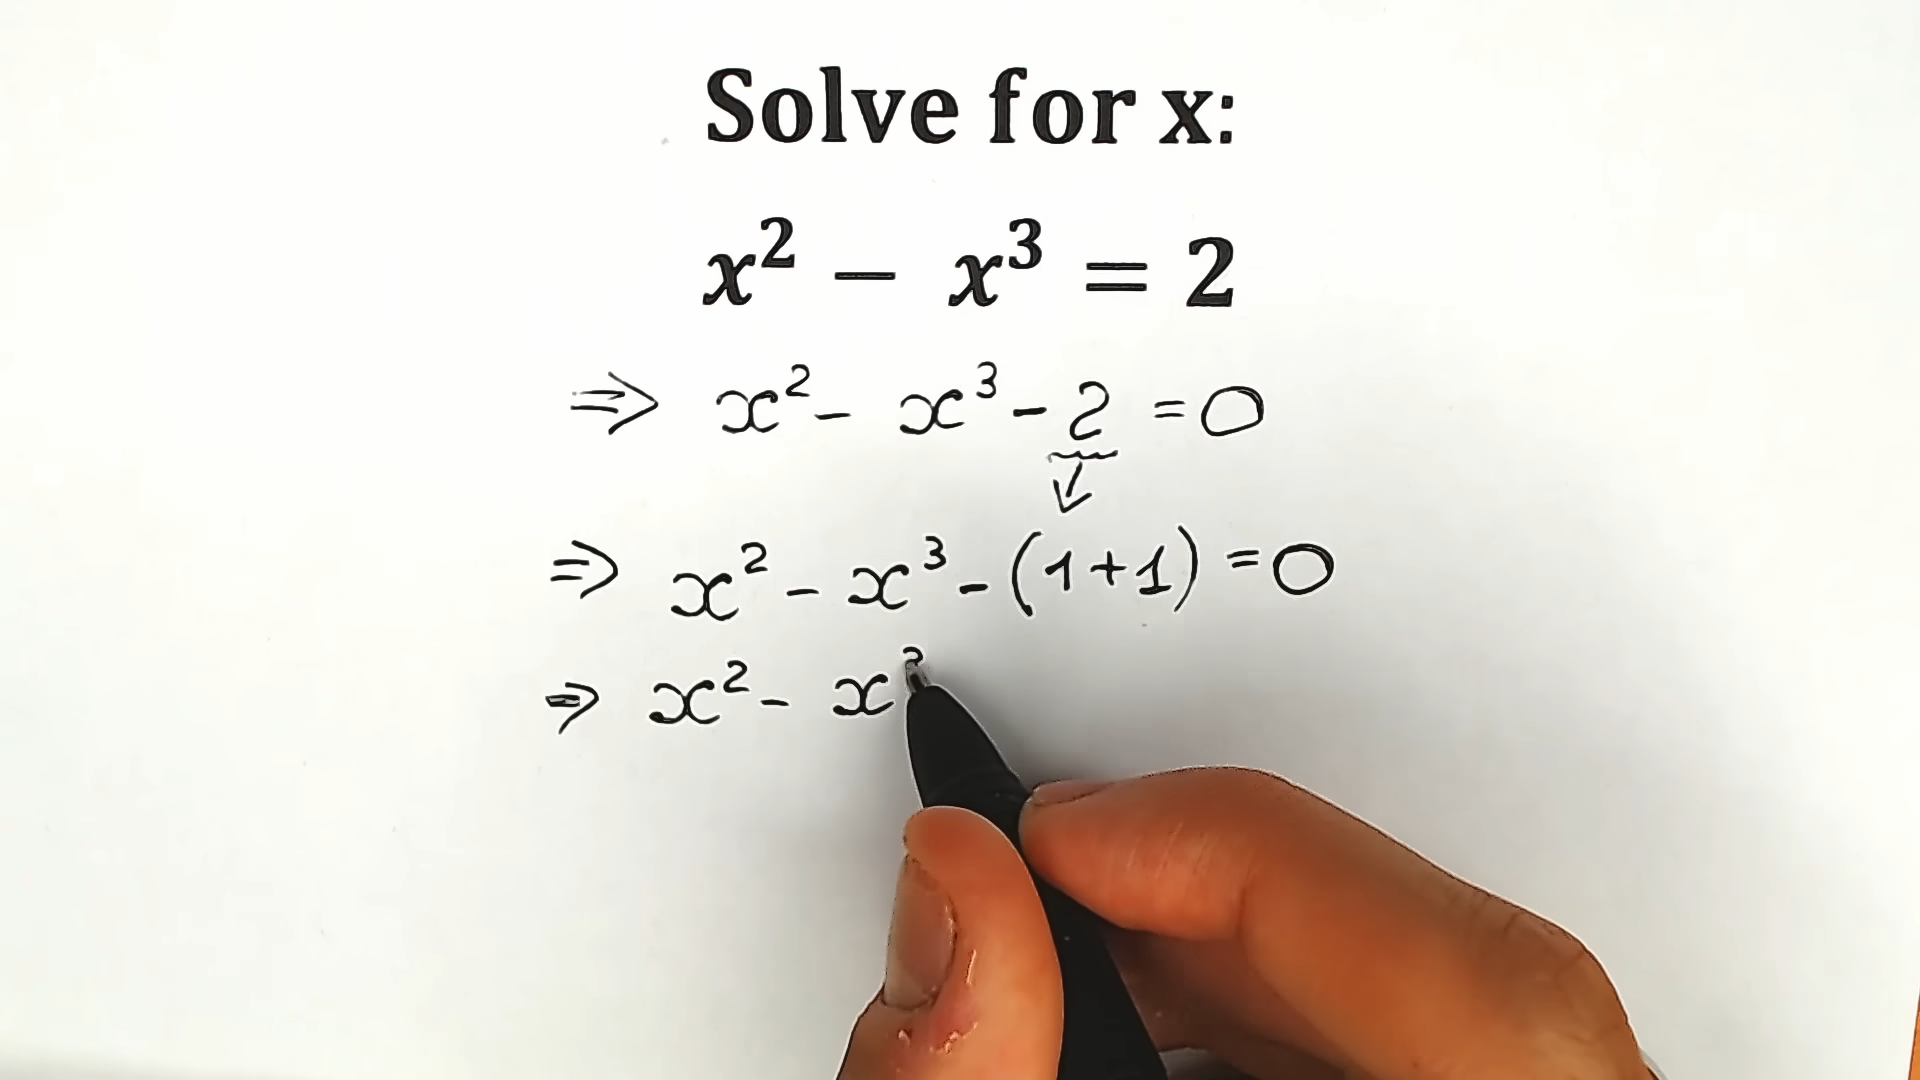 Solve for x:
x² − x³ = 2
⇒ x² − x³ − 2 = 0
↓
⇒ x² − x³ − (1+1) = 0
⇒ x² − x